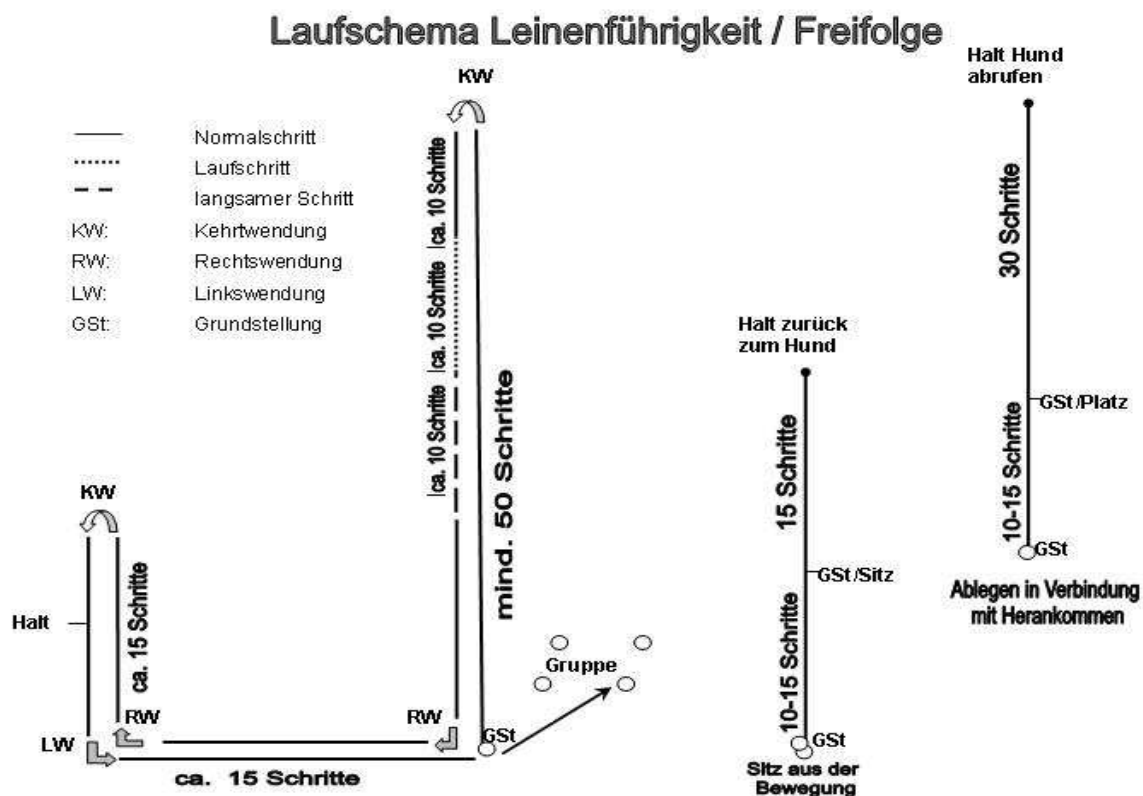 Laufschema Leinenführigkeit / Freifolge
Normalschritt
Laufschritt
langsamer Schritt
KW: Kehrtwendung
RW: Rechtswendung
LW: Linkswendung
GSt: Grundstellung
KW
ca. 10 Schritte
ca. 10 Schritte
ca. 10 Schritte
mind. 50 Schritte
KW
Halt
ca. 15 Schritte
RW
LW
ca. 15 Schritte
RW
GSt
Gruppe
Halt zurück
zum Hund
15 Schritte
GSt/Sitz
10-15 Schritte
GSt
Sitz aus der
Bewegung
Halt Hund
abrufen
30 Schritte
GSt/Platz
10-15 Schritte
GSt
Ablegen in Verbindung
mit Herankommen